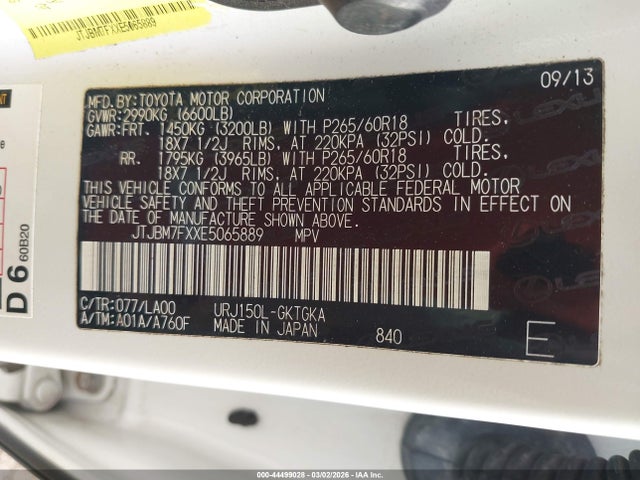 JTJBM7FXXE5065889
09/13
MFD. BY: TOYOTA MOTOR CORPORATION
GVWR: 2990KG (6600LB)
GAWR: FRT. 1450KG (3200LB) WITH P265/60R18 TIRES,
18X7 1/2J RIMS, AT 220KPA (32PSI) COLD.
RR. 1795KG (3965LB) WITH P265/60R18 TIRES,
18X7 1/2J RIMS, AT 220KPA (32PSI) COLD.
THIS VEHICLE CONFORMS TO ALL APPLICABLE FEDERAL MOTOR
VEHICLE SAFETY AND THEFT PREVENTION STANDARDS IN EFFECT ON
THE DATE OF MANUFACTURE SHOWN ABOVE.
JTJBM7FXXE5065889 MPV
C/TR: 077/LA00 URJ150L-GKTGKA
A/TM: A01A/A760F MADE IN JAPAN 840
E
D 6 60B20
000-44499028 - 03/02/2026 - IAA, Inc.